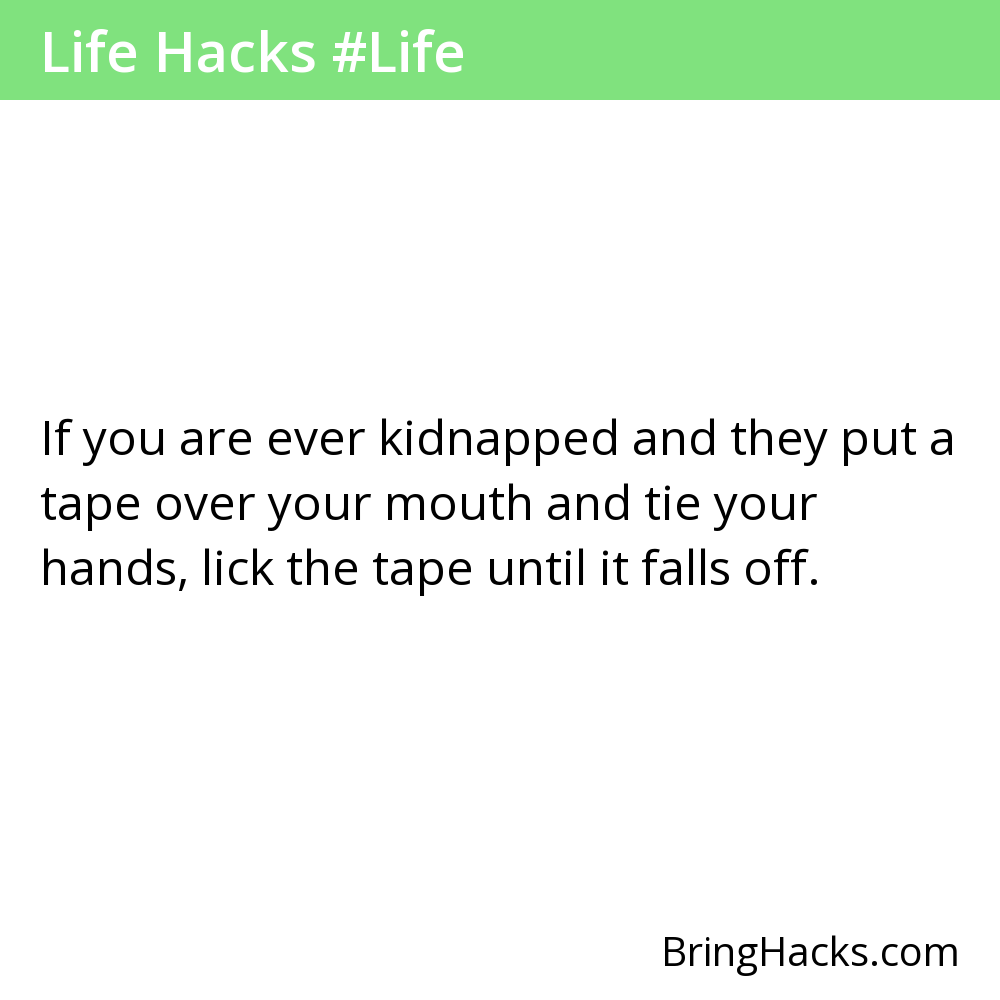 Life Hacks #Life
If you are ever kidnapped and they put a
tape over your mouth and tie your
hands, lick the tape until it falls off.
BringHacks.com